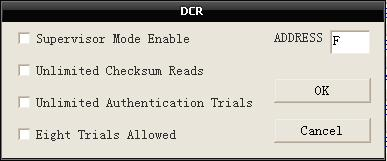 DCR
Supervisor Mode Enable
ADDRESS F
Unlimited Checksum Reads
OK
Unlimited Authentication Trials
Cancel
Eight Trials Allowed